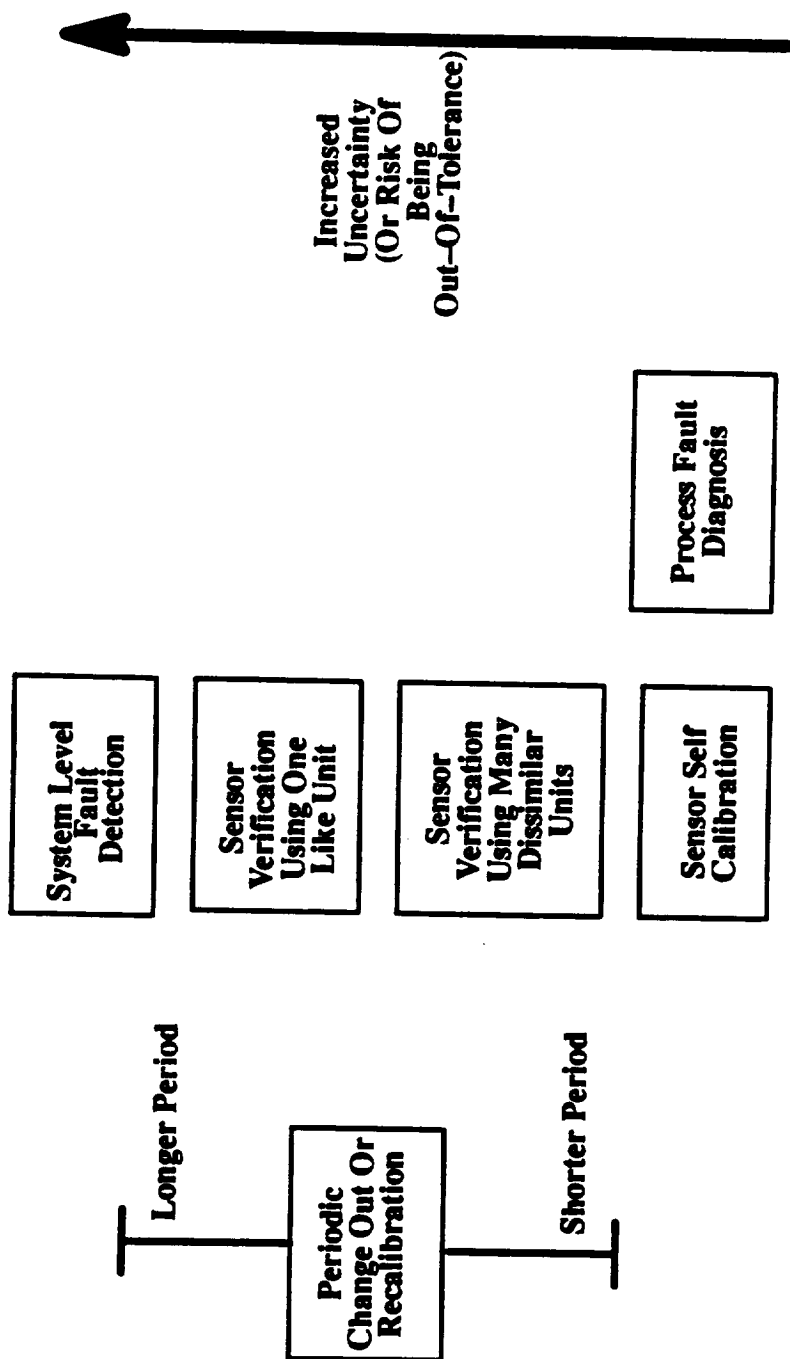 Longer Period
Periodic
Change Out Or
Recalibration
Shorter Period
System Level
Fault
Detection
Sensor
Verification
Using One
Like Unit
Sensor
Verification
Using Many
Dissimilar
Units
Sensor Self
Calibration
Process Fault
Diagnosis
Increased
Uncertainty
(Or Risk Of
Being
Out-Of-Tolerance)